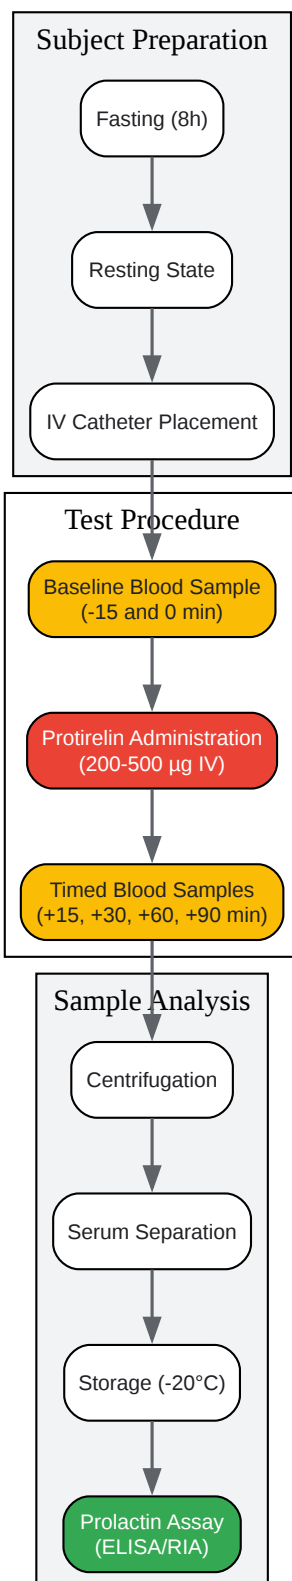 Subject Preparation
Fasting (8h)
Resting State
IV Catheter Placement
Test Procedure
Baseline Blood Sample
(-15 and 0 min)
Protirelin Administration
(200-500 µg IV)
Timed Blood Samples
(+15, +30, +60, +90 min)
Sample Analysis
Centrifugation
Serum Separation
Storage (-20°C)
Prolactin Assay
(ELISA/RIA)